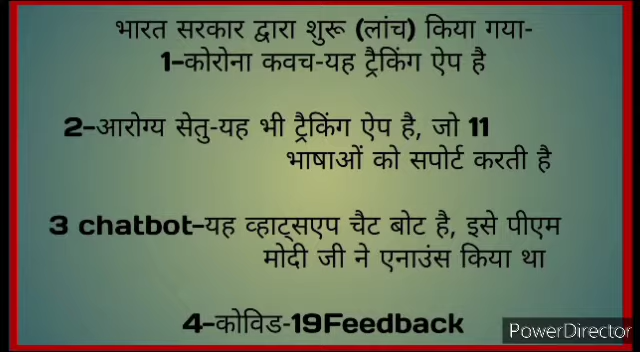 भारत सरकार द्वारा शुरू (लांच) किया गया-
1-कोरोना कवच-यह ट्रैकिंग ऐप है
2-आरोग्य सेतु-यह भी ट्रैकिंग ऐप है, जो 11
भाषाओं को सपोर्ट करती है
3 chatbot-यह व्हाट्सएप चैट बोट है, इसे पीएम
मोदी जी ने एनाउंस किया था
4-कोविड-19Feedback
PowerDirector